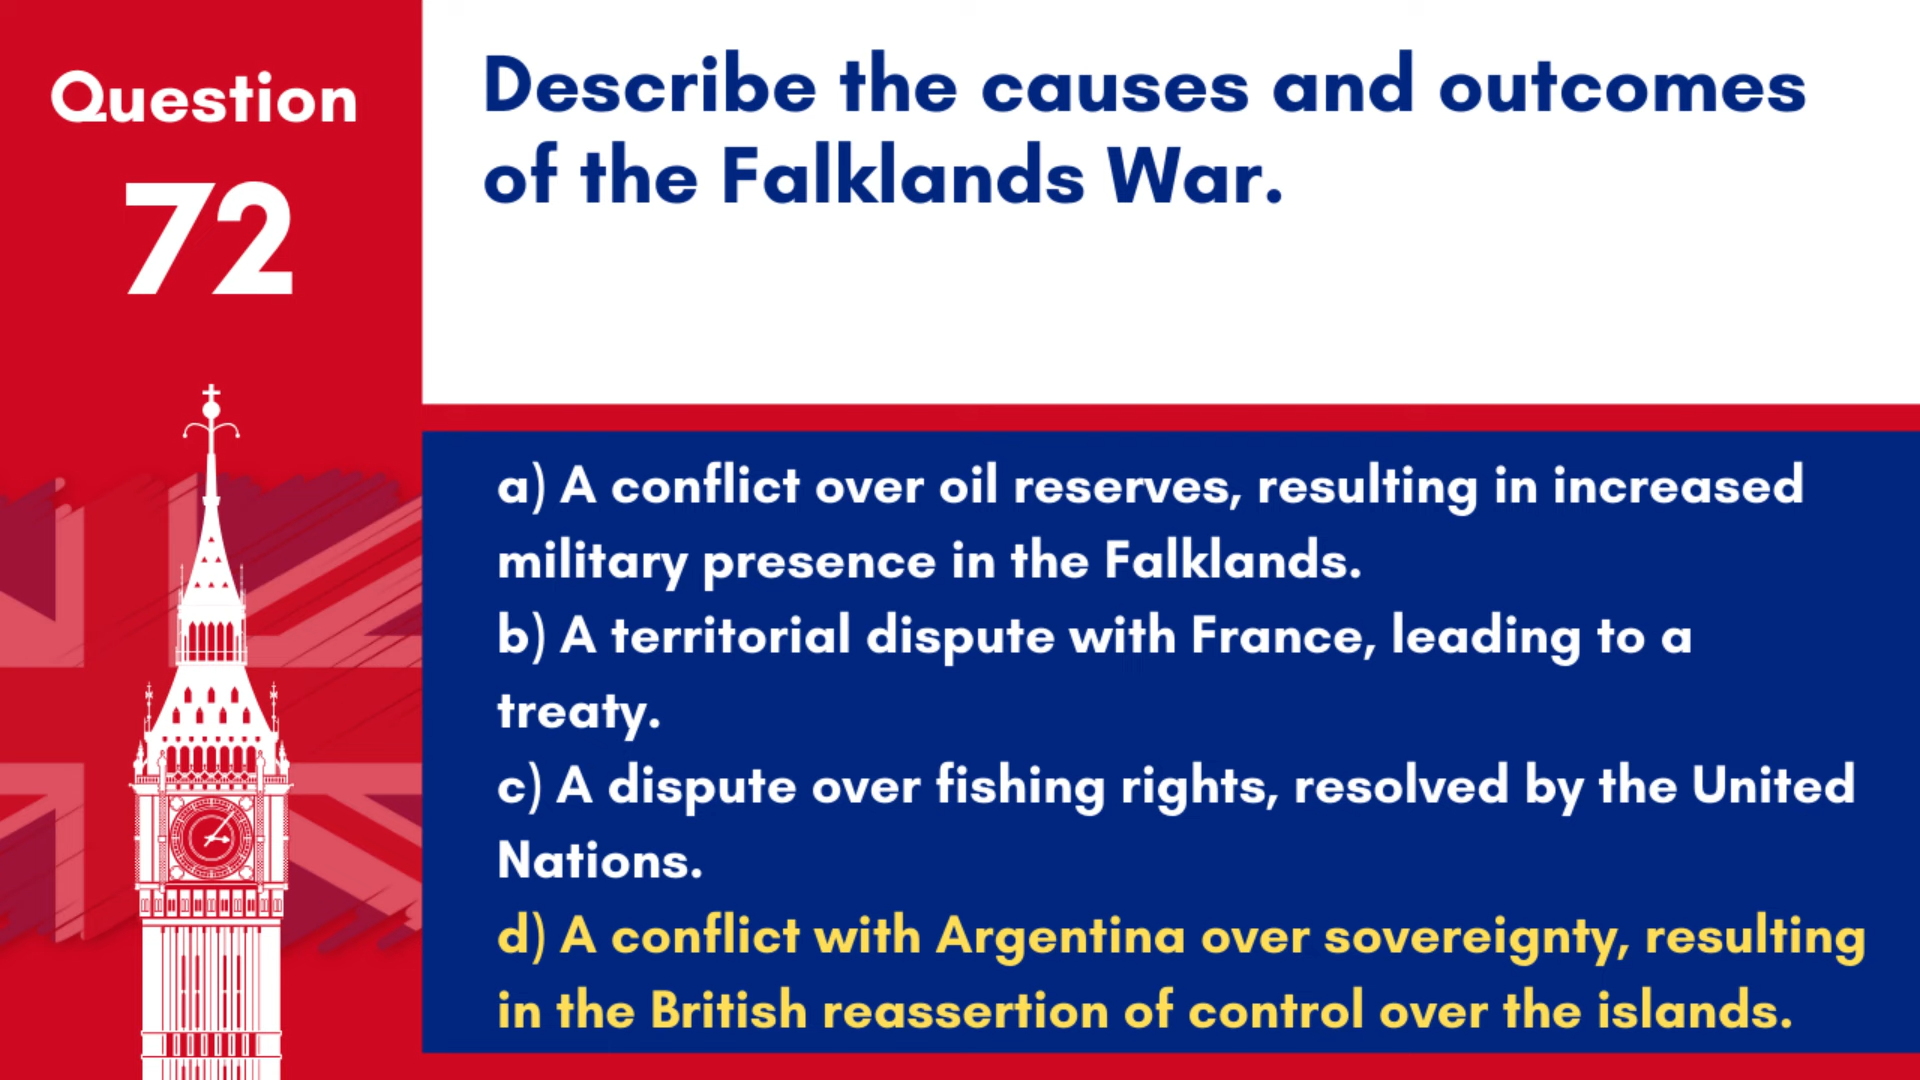 Question
72
Describe the causes and outcomes
of the Falklands War.
a) A conflict over oil reserves, resulting in increased
military presence in the Falklands.
b) A territorial dispute with France, leading to a
treaty.
c) A dispute over fishing rights, resolved by the United
Nations.
d) A conflict with Argentina over sovereignty, resulting
in the British reassertion of control over the islands.